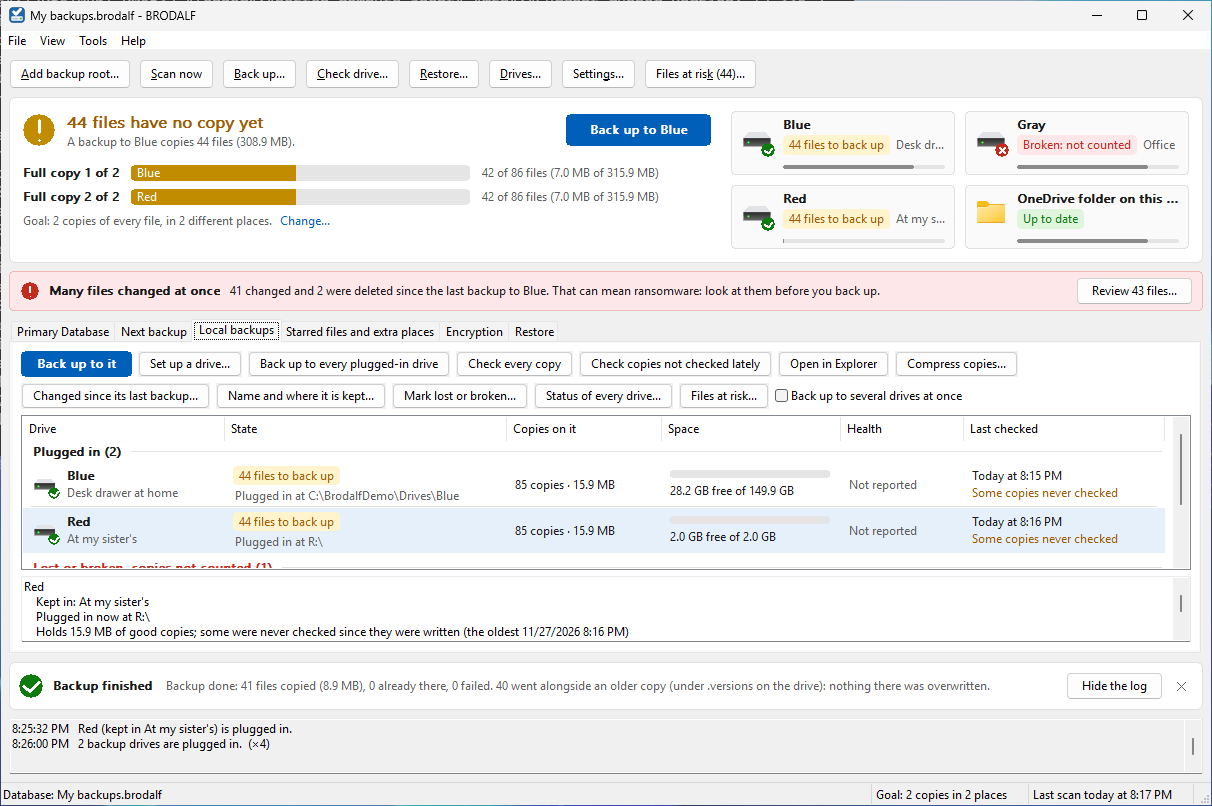 My backups.brodalf - BRODALF
File View Tools Help
Add backup root... Scan now Back up... Check drive... Restore... Drives... Settings... Files at risk (44)...
44 files have no copy yet
A backup to Blue copies 44 files (308.9 MB).
Back up to Blue
Full copy 1 of 2 Blue 42 of 86 files (7.0 MB of 315.9 MB)
Full copy 2 of 2 Red 42 of 86 files (7.0 MB of 315.9 MB)
Goal: 2 copies of every file, in 2 different places. Change...
Blue
44 files to back up Desk dr...
Gray
Broken: not counted Office
Red
44 files to back up At my s...
OneDrive folder on this ...
Up to date
Many files changed at once 41 changed and 2 were deleted since the last backup to Blue. That can mean ransomware: look at them before you back up. Review 43 files...
Primary Database Next backup Local backups Starred files and extra places Encryption Restore
Back up to it Set up a drive... Back up to every plugged-in drive Check every copy Check copies not checked lately Open in Explorer Compress copies...
Changed since its last backup... Name and where it is kept... Mark lost or broken... Status of every drive... Files at risk... Back up to several drives at once
Drive State Copies on it Space Health Last checked
Plugged in (2)
Blue 44 files to back up Today at 8:15 PM
85 copies · 15.9 MB Not reported
Desk drawer at home Plugged in at C:\BrodalfDemo\Drives\Blue 28.2 GB free of 149.9 GB Some copies never checked
Red 44 files to back up Today at 8:16 PM
85 copies · 15.9 MB Not reported
At my sister's Plugged in at R:\ 2.0 GB free of 2.0 GB Some copies never checked
Lost or broken, copies not counted (1)
Red
Kept in: At my sister's
Plugged in now at R:\
Holds 15.9 MB of good copies; some were never checked since they were written (the oldest 11/27/2026 8:16 PM)
Backup finished Backup done: 41 files copied (8.9 MB), 0 already there, 0 failed. 40 went alongside an older copy (under .versions on the drive): nothing there was overwritten. Hide the log
8:25:32 PM Red (kept in At my sister's) is plugged in.
8:26:00 PM 2 backup drives are plugged in. (×4)
Database: My backups.brodalf Goal: 2 copies in 2 places Last scan today at 8:17 PM